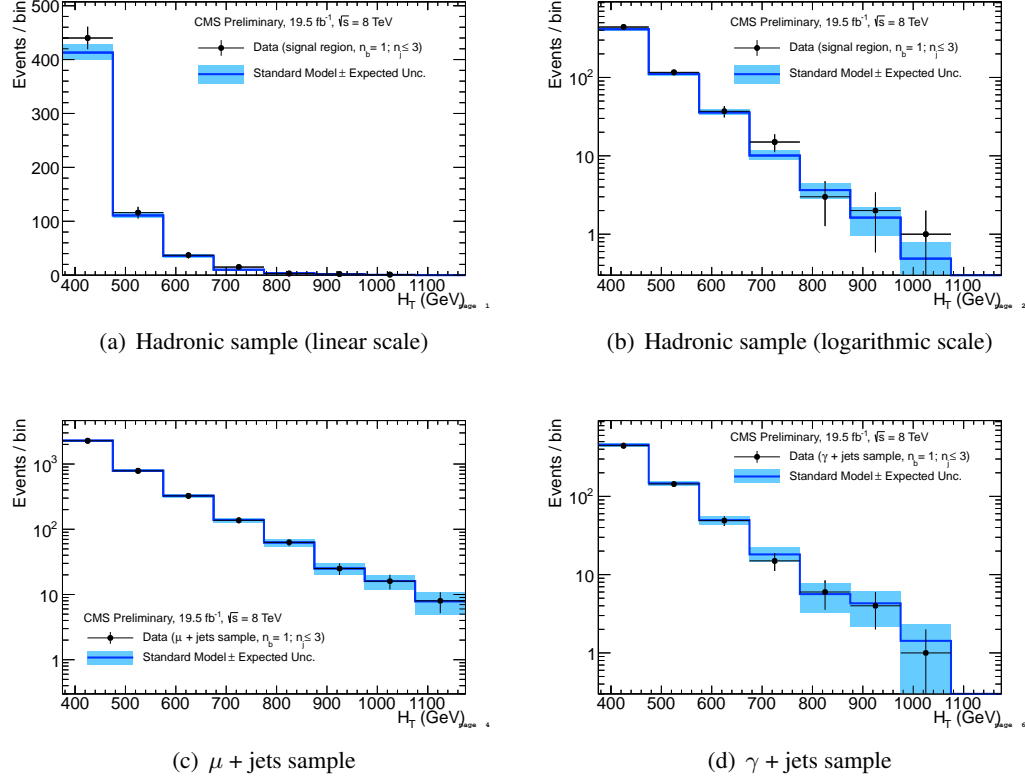 CMS Preliminary, 19.5 fb⁻¹, √s = 8 TeV
Data (signal region, n_b = 1; n_j ≤ 3)
Standard Model ± Expected Unc.
Events / bin
500
400
300
200
100
0
400 500 600 700 800 900 1000 1100
H_T (GeV)
page 1
(a) Hadronic sample (linear scale)
CMS Preliminary, 19.5 fb⁻¹, √s = 8 TeV
Data (signal region, n_b = 1; n_j ≤ 3)
Standard Model ± Expected Unc.
Events / bin
10²
10
1
400 500 600 700 800 900 1000 1100
H_T (GeV)
page 2
(b) Hadronic sample (logarithmic scale)
Events / bin
10³
10²
10
1
CMS Preliminary, 19.5 fb⁻¹, √s = 8 TeV
Data (μ + jets sample, n_b = 1; n_j ≤ 3)
Standard Model ± Expected Unc.
400 500 600 700 800 900 1000 1100
H_T (GeV)
page 4
(c) μ + jets sample
CMS Preliminary, 19.5 fb⁻¹, √s = 8 TeV
Data (γ + jets sample, n_b = 1; n_j ≤ 3)
Standard Model ± Expected Unc.
Events / bin
10²
10
1
400 500 600 700 800 900 1000 1100
H_T (GeV)
page 6
(d) γ + jets sample